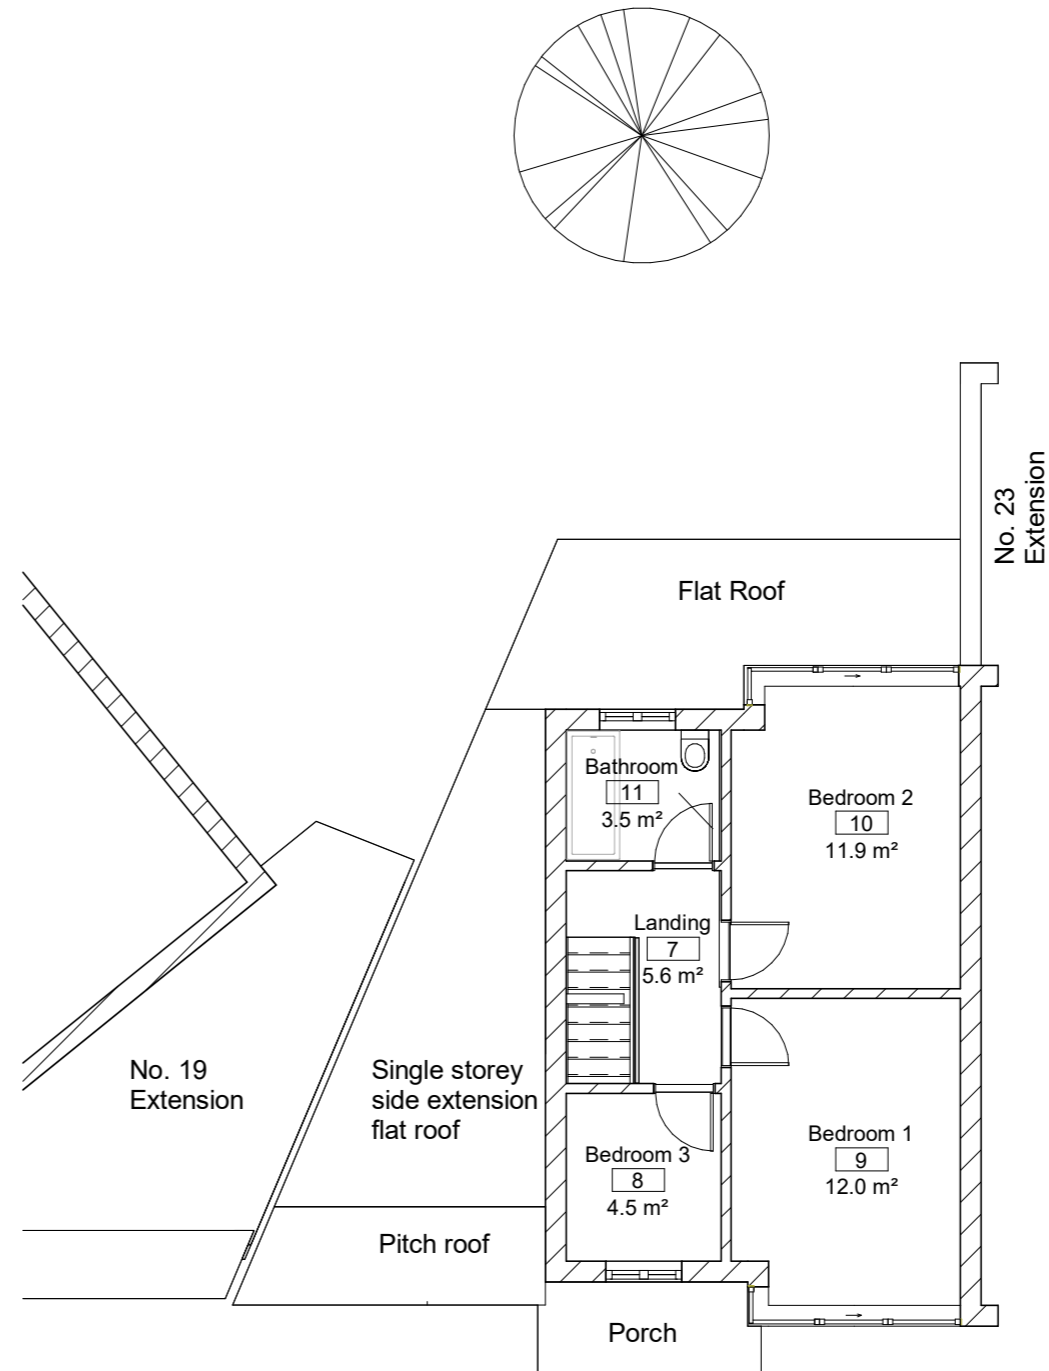 No. 23
Extension
Flat Roof
Bathroom
11
3.5 m²
Bedroom 2
10
11.9 m²
Landing
7
5.6 m²
No. 19
Extension
Single storey
side extension
flat roof
Bedroom 1
9
12.0 m²
Bedroom 3
8
4.5 m²
Pitch roof
Porch